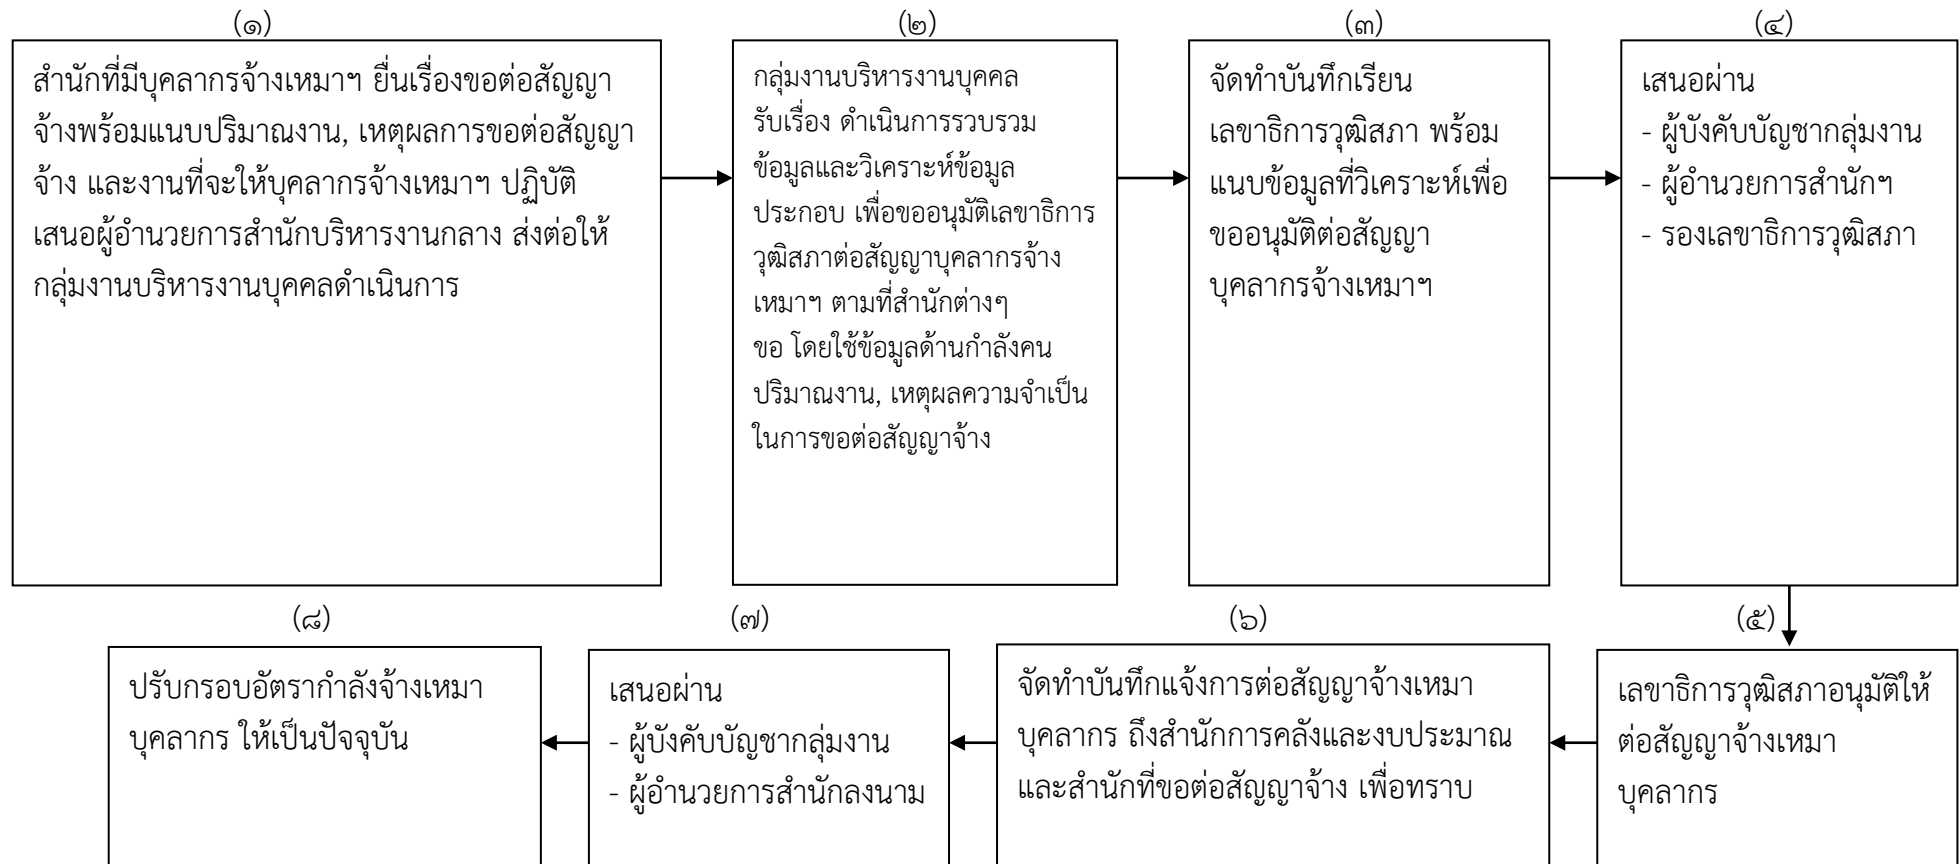 (๑)
สำนักที่มีบุคลากรจ้างเหมาฯ ยื่นเรื่องขอต่อสัญญา
จ้างพร้อมแนบปริมาณงาน, เหตุผลการขอต่อสัญญา
จ้าง และงานที่จะให้บุคลากรจ้างเหมาฯ ปฏิบัติ
เสนอผู้อำนวยการสำนักบริหารงานกลาง ส่งต่อให้
กลุ่มงานบริหารงานบุคคลดำเนินการ
(๒)
กลุ่มงานบริหารงานบุคคล
รับเรื่อง ดำเนินการรวบรวม
ข้อมูลและวิเคราะห์ข้อมูล
ประกอบ เพื่อขออนุมัติเลขาธิการ
วุฒิสภาต่อสัญญาบุคลากรจ้าง
เหมาฯ ตามที่สำนักต่างๆ
ขอ โดยใช้ข้อมูลด้านกำลังคน
ปริมาณงาน, เหตุผลความจำเป็น
ในการขอต่อสัญญาจ้าง
(๓)
จัดทำบันทึกเรียน
เลขาธิการวุฒิสภา พร้อม
แนบข้อมูลที่วิเคราะห์เพื่อ
ขออนุมัติต่อสัญญา
บุคลากรจ้างเหมาฯ
(๔)
เสนอผ่าน
- ผู้บังคับบัญชากลุ่มงาน
- ผู้อำนวยการสำนักฯ
- รองเลขาธิการวุฒิสภา
(๕)
เลขาธิการวุฒิสภาอนุมัติให้
ต่อสัญญาจ้างเหมา
บุคลากร
(๖)
จัดทำบันทึกแจ้งการต่อสัญญาจ้างเหมา
บุคลากร ถึงสำนักการคลังและงบประมาณ
และสำนักที่ขอต่อสัญญาจ้าง เพื่อทราบ
(๗)
เสนอผ่าน
- ผู้บังคับบัญชากลุ่มงาน
- ผู้อำนวยการสำนักลงนาม
(๘)
ปรับกรอบอัตรากำลังจ้างเหมา
บุคลากร ให้เป็นปัจจุบัน